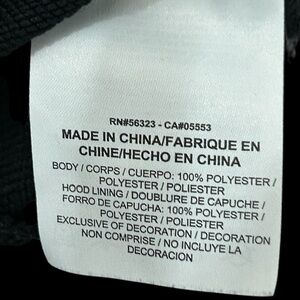 RN#56323 - CA#05553
MADE IN CHINA/FABRIQUE EN
CHINE/HECHO EN CHINA
BODY / CORPS / CUERPO: 100% POLYESTER /
POLYESTER / POLIESTER
HOOD LINING / DOUBLURE DE CAPUCHE /
FORRO DE CAPUCHA: 100% POLYESTER /
POLYESTER / POLIESTER
EXCLUSIVE OF DECORATION / DECORATION
NON COMPRISE / NO INCLUYE LA
DECORACION